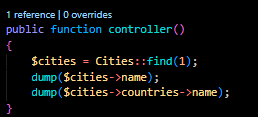 1 reference | 0 overrides
public function controller()
{
    $cities = Cities::find(1);
    dump($cities->name);
    dump($cities->countries->name);
}